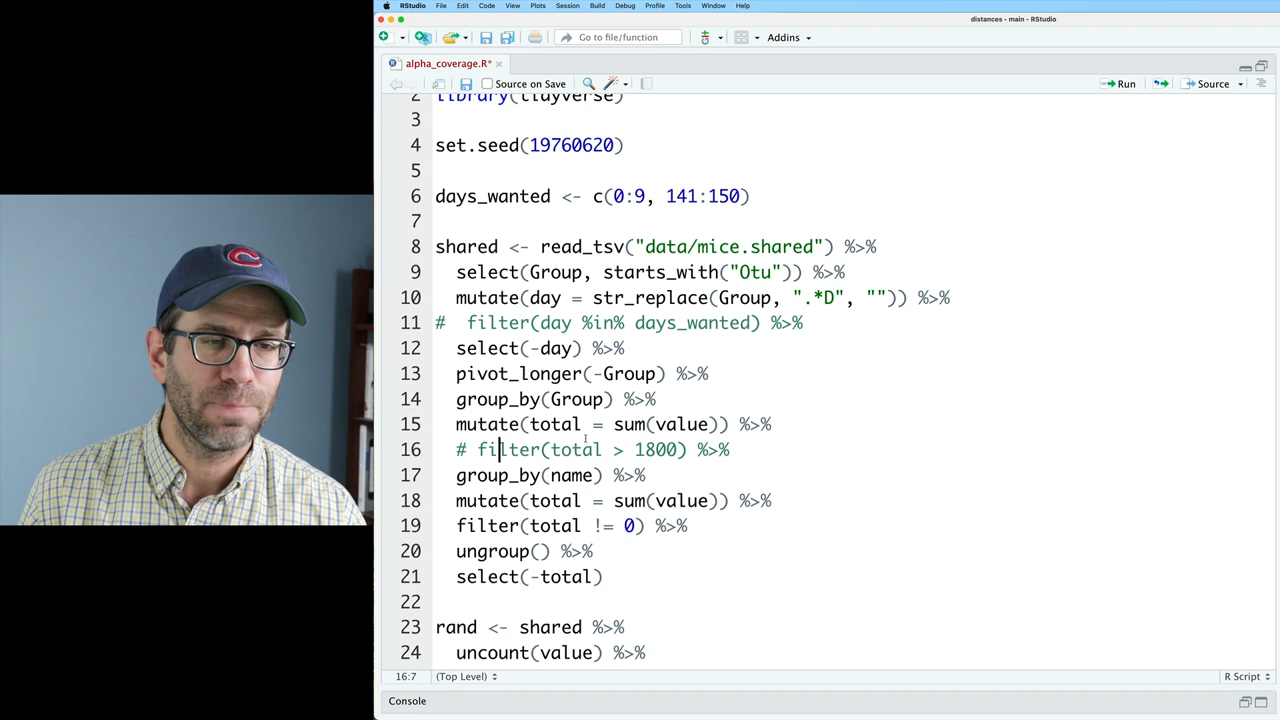 RStudio File Edit Code View Plots Session Build Debug Profile Tools Window Help
distances - main - RStudio
Go to file/function Addins
alpha_coverage.R*
Source on Save Run Source
2 library(tidyverse)
3
4 set.seed(19760620)
5
6 days_wanted <- c(0:9, 141:150)
7
8 shared <- read_tsv("data/mice.shared") %>%
9 select(Group, starts_with("Otu")) %>%
10 mutate(day = str_replace(Group, ".*D", "")) %>%
11 # filter(day %in% days_wanted) %>%
12 select(-day) %>%
13 pivot_longer(-Group) %>%
14 group_by(Group) %>%
15 mutate(total = sum(value)) %>%
16 # filter(total > 1800) %>%
17 group_by(name) %>%
18 mutate(total = sum(value)) %>%
19 filter(total != 0) %>%
20 ungroup() %>%
21 select(-total)
22
23 rand <- shared %>%
24 uncount(value) %>%
16:7 (Top Level) R Script
Console